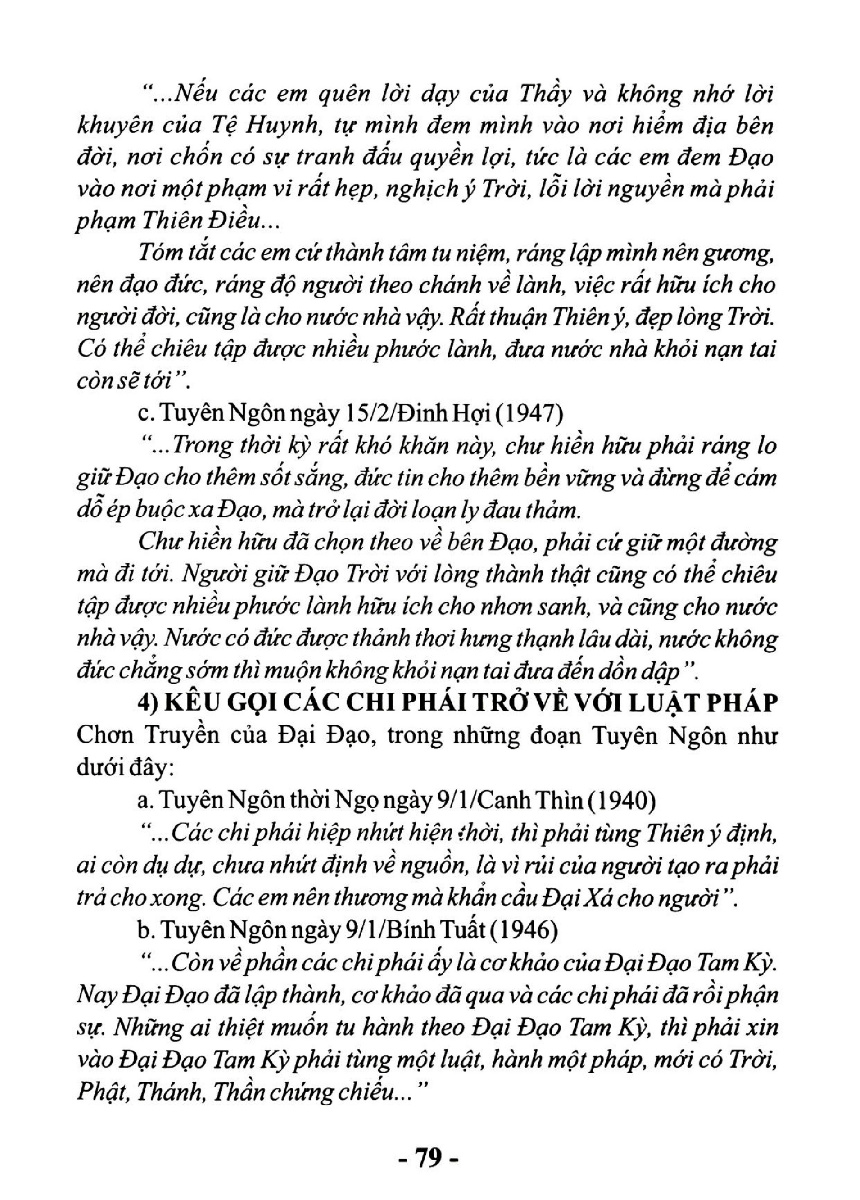 “...Nếu các em quên lời dạy của Thầy và không nhớ lời
khuyên của Tệ Huynh, tự mình đem mình vào nơi hiểm địa bên
đời, nơi chốn có sự tranh đấu quyền lợi, tức là các em đem Đạo
vào nơi một phạm vi rất hẹp, nghịch ý Trời, lỗi lời nguyền mà phải
phạm Thiên Điều...
Tóm tắt các em cứ thành tâm tu niệm, ráng lập mình nên gương,
nên đạo đức, ráng độ người theo chánh về lành, việc rất hữu ích cho
người đời, cũng là cho nước nhà vậy. Rất thuận Thiên ý, đẹp lòng Trời.
Có thể chiêu tập được nhiều phước lành, đưa nước nhà khỏi nạn tai
còn sẽ tới”.
c. Tuyên Ngôn ngày 15/2/Đinh Hợi (1947)
“...Trong thời kỳ rất khó khăn này, chư hiền hữu phải ráng lo
giữ Đạo cho thêm sốt sắng, đức tin cho thêm bền vững và đừng để cám
dỗ ép buộc xa Đạo, mà trở lại đời loạn ly đau thảm.
Chư hiền hữu đã chọn theo về bên Đạo, phải cứ giữ một đường
mà đi tới. Người giữ Đạo Trời với lòng thành thật cũng có thể chiêu
tập được nhiều phước lành hữu ích cho nhơn sanh, và cũng cho nước
nhà vậy. Nước có đức được thảnh thơi hưng thạnh lâu dài, nước không
đức chẳng sớm thì muộn không khỏi nạn tai đưa đến dồn dập”.
4) KÊU GỌI CÁC CHI PHÁI TRỞ VỀ VỚI LUẬT PHÁP
Chơn Truyền của Đại Đạo, trong những đoạn Tuyên Ngôn như
dưới đây:
a. Tuyên Ngôn thời Ngọ ngày 9/1/Canh Thìn (1940)
“...Các chi phái hiệp nhứt hiện thời, thì phải tùng Thiên ý định,
ai còn dụ dự, chưa nhứt định về nguồn, là vì rủi của người tạo ra phải
trả cho xong. Các em nên thương mà khẩn cầu Đại Xá cho người”.
b. Tuyên Ngôn ngày 9/1/Bính Tuất (1946)
“...Còn về phần các chi phái ấy là cơ khảo của Đại Đạo Tam Kỳ.
Nay Đại Đạo đã lập thành, cơ khảo đã qua và các chi phái đã rồi phận
sự. Những ai thiệt muốn tu hành theo Đại Đạo Tam Kỳ, thì phải xin
vào Đại Đạo Tam Kỳ phải tùng một luật, hành một pháp, mới có Trời,
Phật, Thánh, Thần chứng chiếu...”
- 79 -